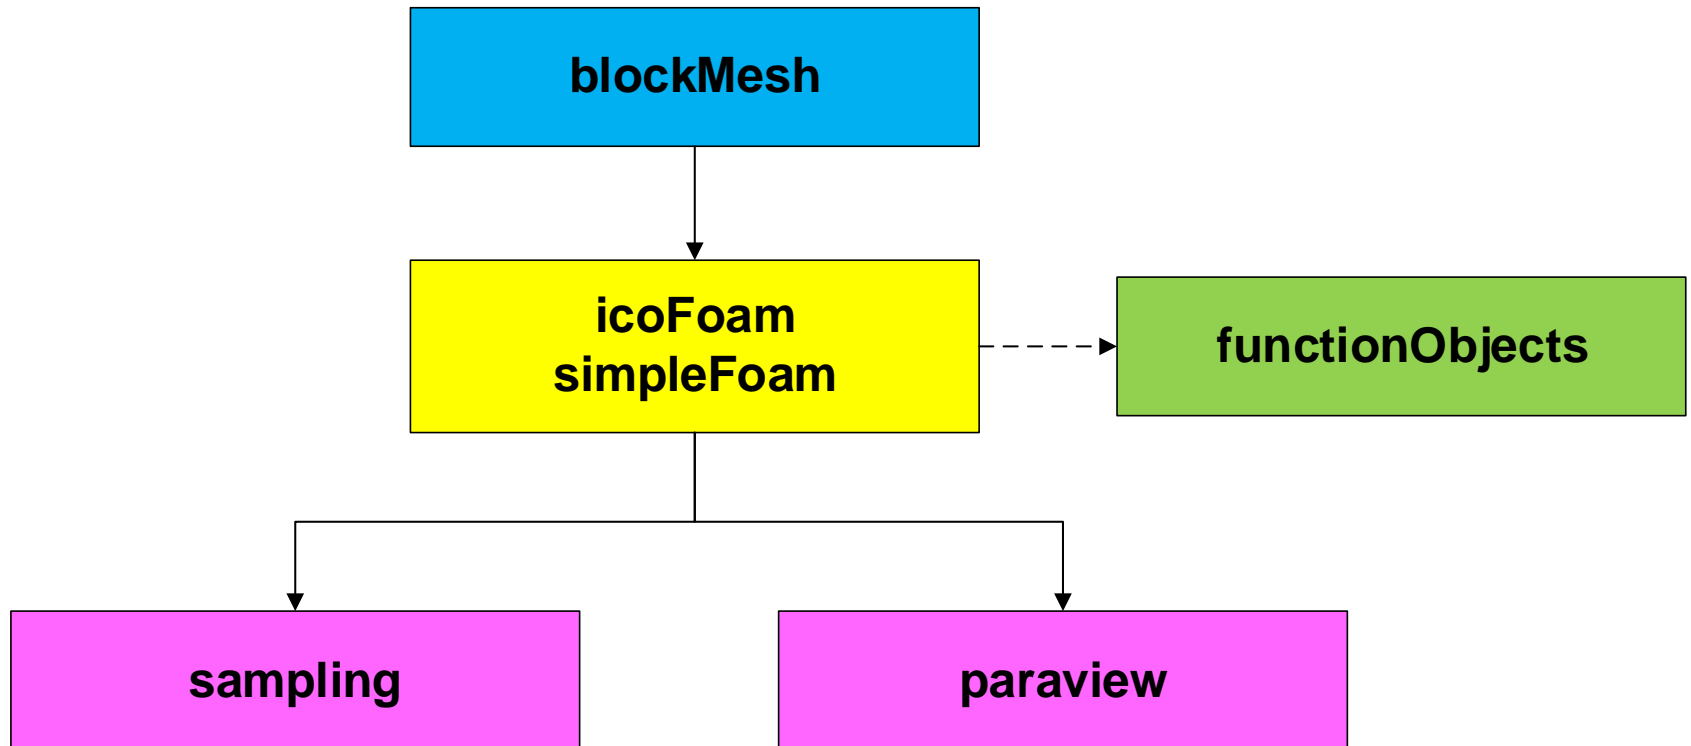 blockMesh
icoFoam
simpleFoam
functionObjects
sampling
paraview